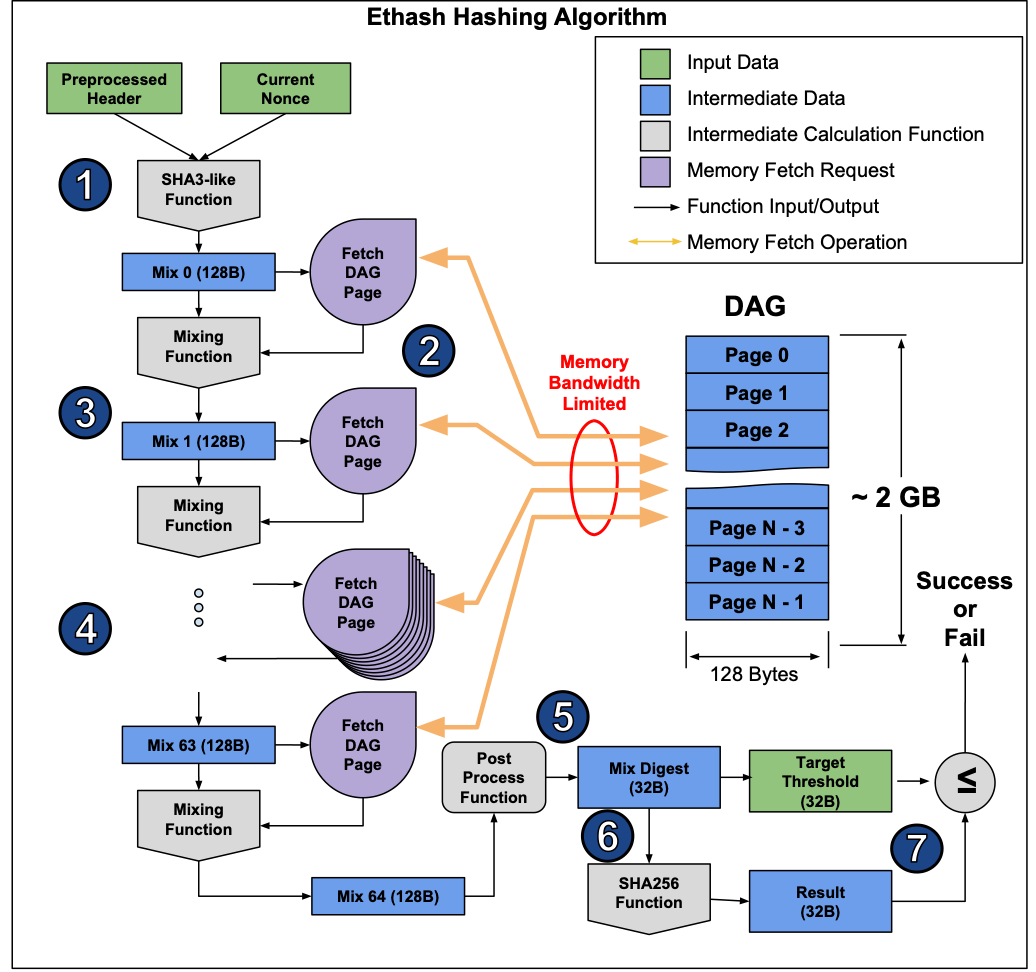 Ethash Hashing Algorithm
Input Data
Intermediate Data
Intermediate Calculation Function
Memory Fetch Request
Function Input/Output
Memory Fetch Operation
Preprocessed
Header
Current
Nonce
1
SHA3-like
Function
Mix 0 (128B)
Fetch
DAG
Page
Mixing
Function
2
3
Mix 1 (128B)
Fetch
DAG
Page
Mixing
Function
4
Fetch
DAG
Page
Mix 63 (128B)
Fetch
DAG
Page
Mixing
Function
Mix 64 (128B)
Memory
Bandwidth
Limited
DAG
Page 0
Page 1
Page 2
Page N - 3
Page N - 2
Page N - 1
~ 2 GB
128 Bytes
Post
Process
Function
5
Mix Digest
(32B)
Target
Threshold
(32B)
≤
Success
or
Fail
6
SHA256
Function
Result
(32B)
7